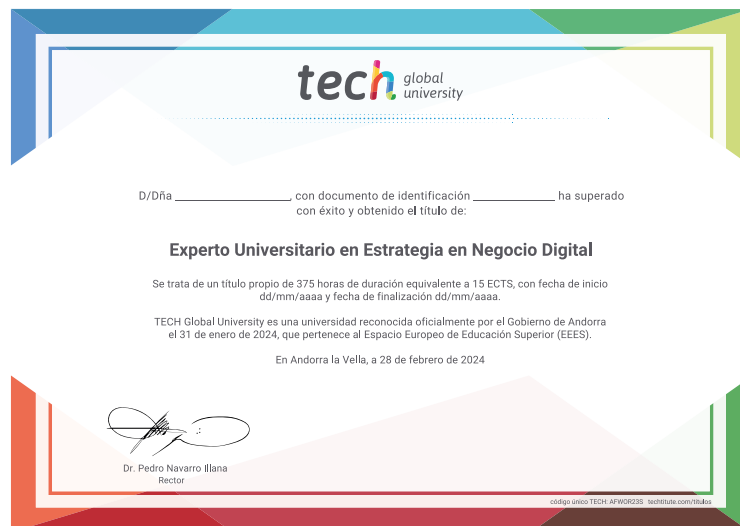 tech global university
D/Dña ______________, con documento de identificación ______________ ha superado
con éxito y obtenido el título de:
Experto Universitario en Estrategia en Negocio Digital
Se trata de un título propio de 375 horas de duración equivalente a 15 ECTS, con fecha de inicio
dd/mm/aaaa y fecha de finalización dd/mm/aaaa.
TECH Global University es una universidad reconocida oficialmente por el Gobierno de Andorra
el 31 de enero de 2024, que pertenece al Espacio Europeo de Educación Superior (EEES).
En Andorra la Vella, a 28 de febrero de 2024
Dr. Pedro Navarro Illana
Rector
código único TECH: AFWOR23S techtitute.com/titulos